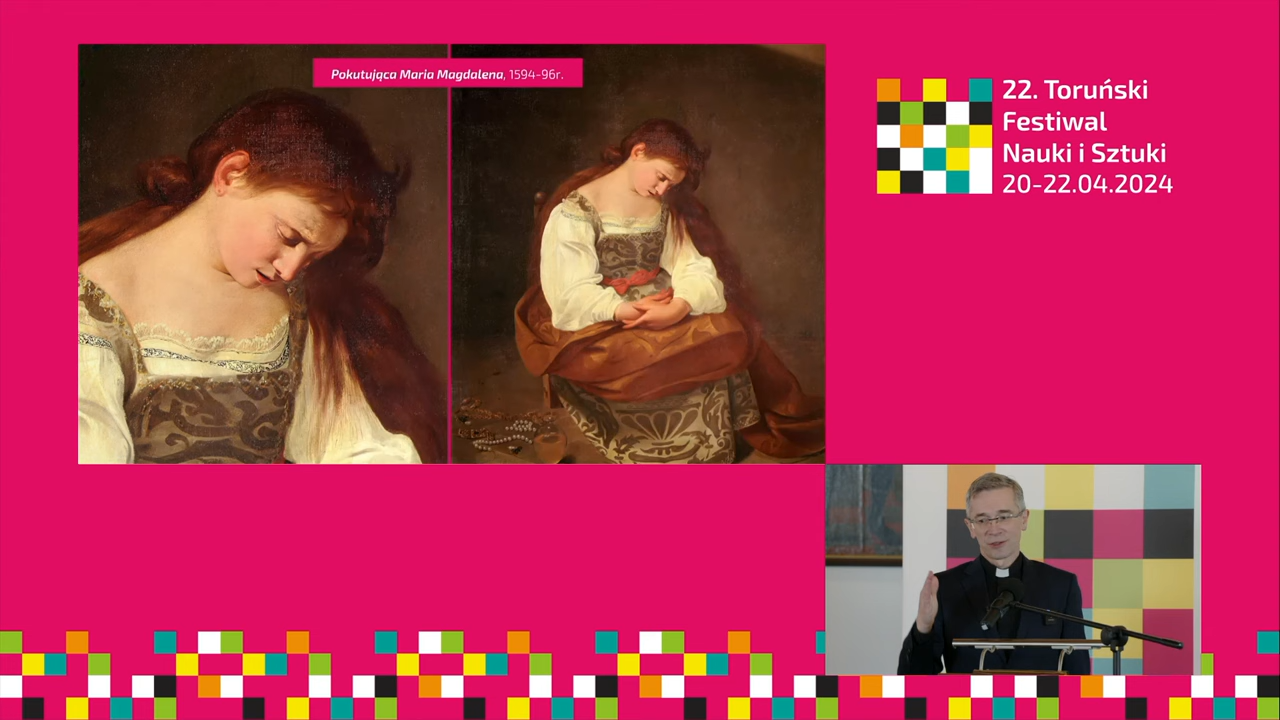 Pokutująca Maria Magdalena, 1594-96r.
22. Toruński
Festiwal
Nauki i Sztuki
20-22.04.2024